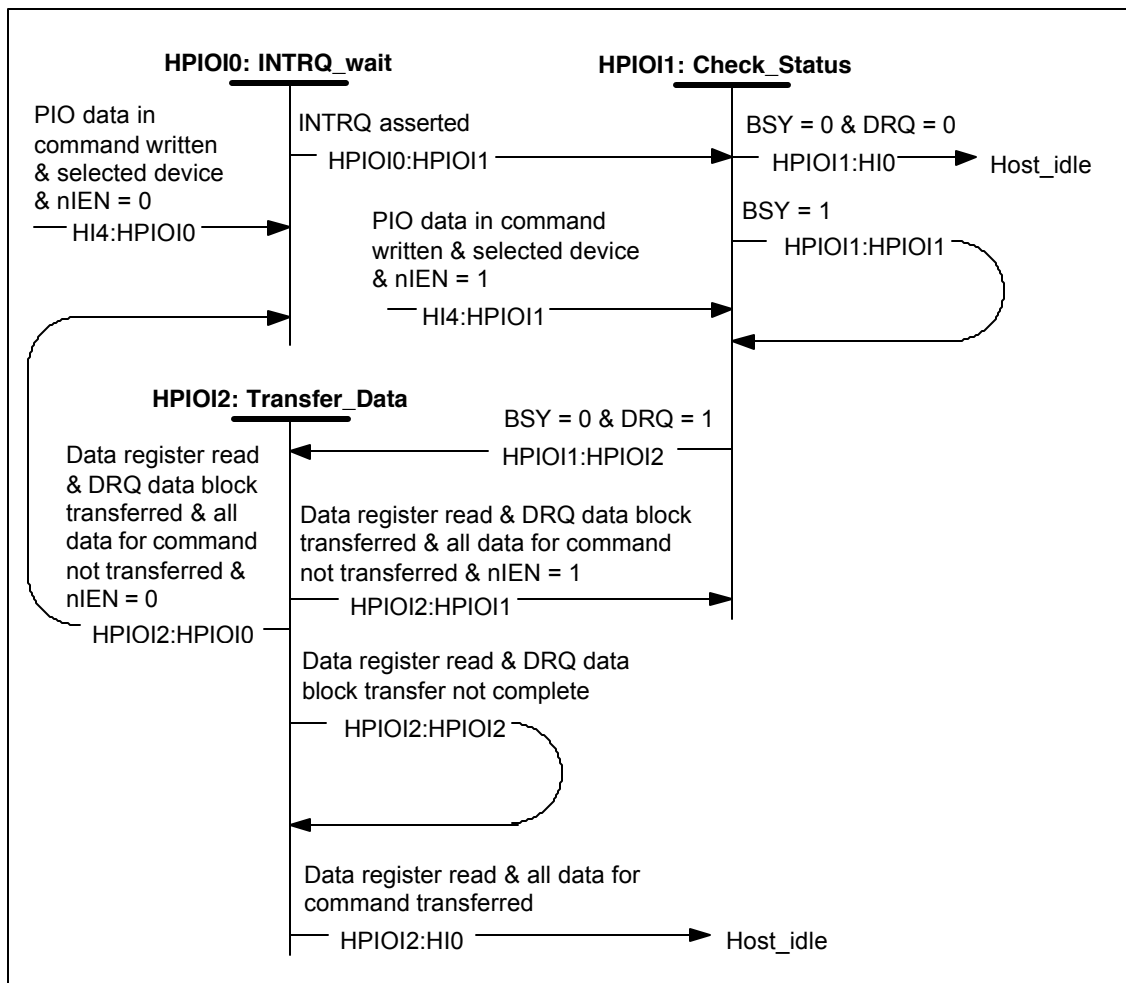 HPIOI0: INTRQ_wait
HPIOI1: Check_Status
PIO data in
command written
& selected device
& nIEN = 0
HI4:HPIOI0
INTRQ asserted
HPIOI0:HPIOI1
BSY = 0 & DRQ = 0
HPIOI1:HI0
Host_idle
BSY = 1
HPIOI1:HPIOI1
PIO data in command
written & selected device
& nIEN = 1
HI4:HPIOI1
HPIOI2: Transfer_Data
BSY = 0 & DRQ = 1
HPIOI1:HPIOI2
Data register read
& DRQ data block
transferred & all
data for command
not transferred &
nIEN = 0
HPIOI2:HPIOI0
Data register read & DRQ data block
transferred & all data for command
not transferred & nIEN = 1
HPIOI2:HPIOI1
Data register read & DRQ data
block transfer not complete
HPIOI2:HPIOI2
Data register read & all data for
command transferred
HPIOI2:HI0
Host_idle